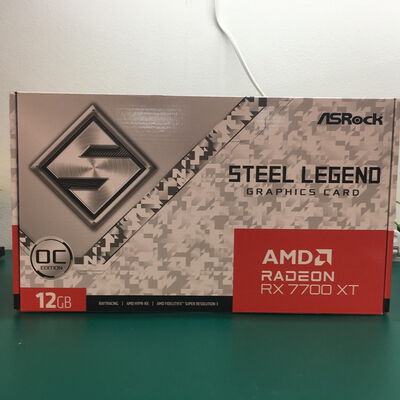 ASRock
STEEL LEGEND
GRAPHICS CARD
OC
EDITION
AMD
RADEON
RX 7700 XT
12GB
RAYTRACING | AMD HYPR-RX | AMD FIDELITYFX™ SUPER RESOLUTION 3